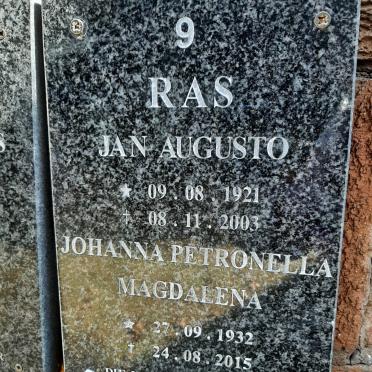 9
RAS
JAN AUGUSTO
★ 09 . 08 . 1921
† 08 . 11 . 2003
JOHANNA PETRONELLA
MAGDALENA
★ 27 . 09 . 1932
† 24 . 08 . 2015